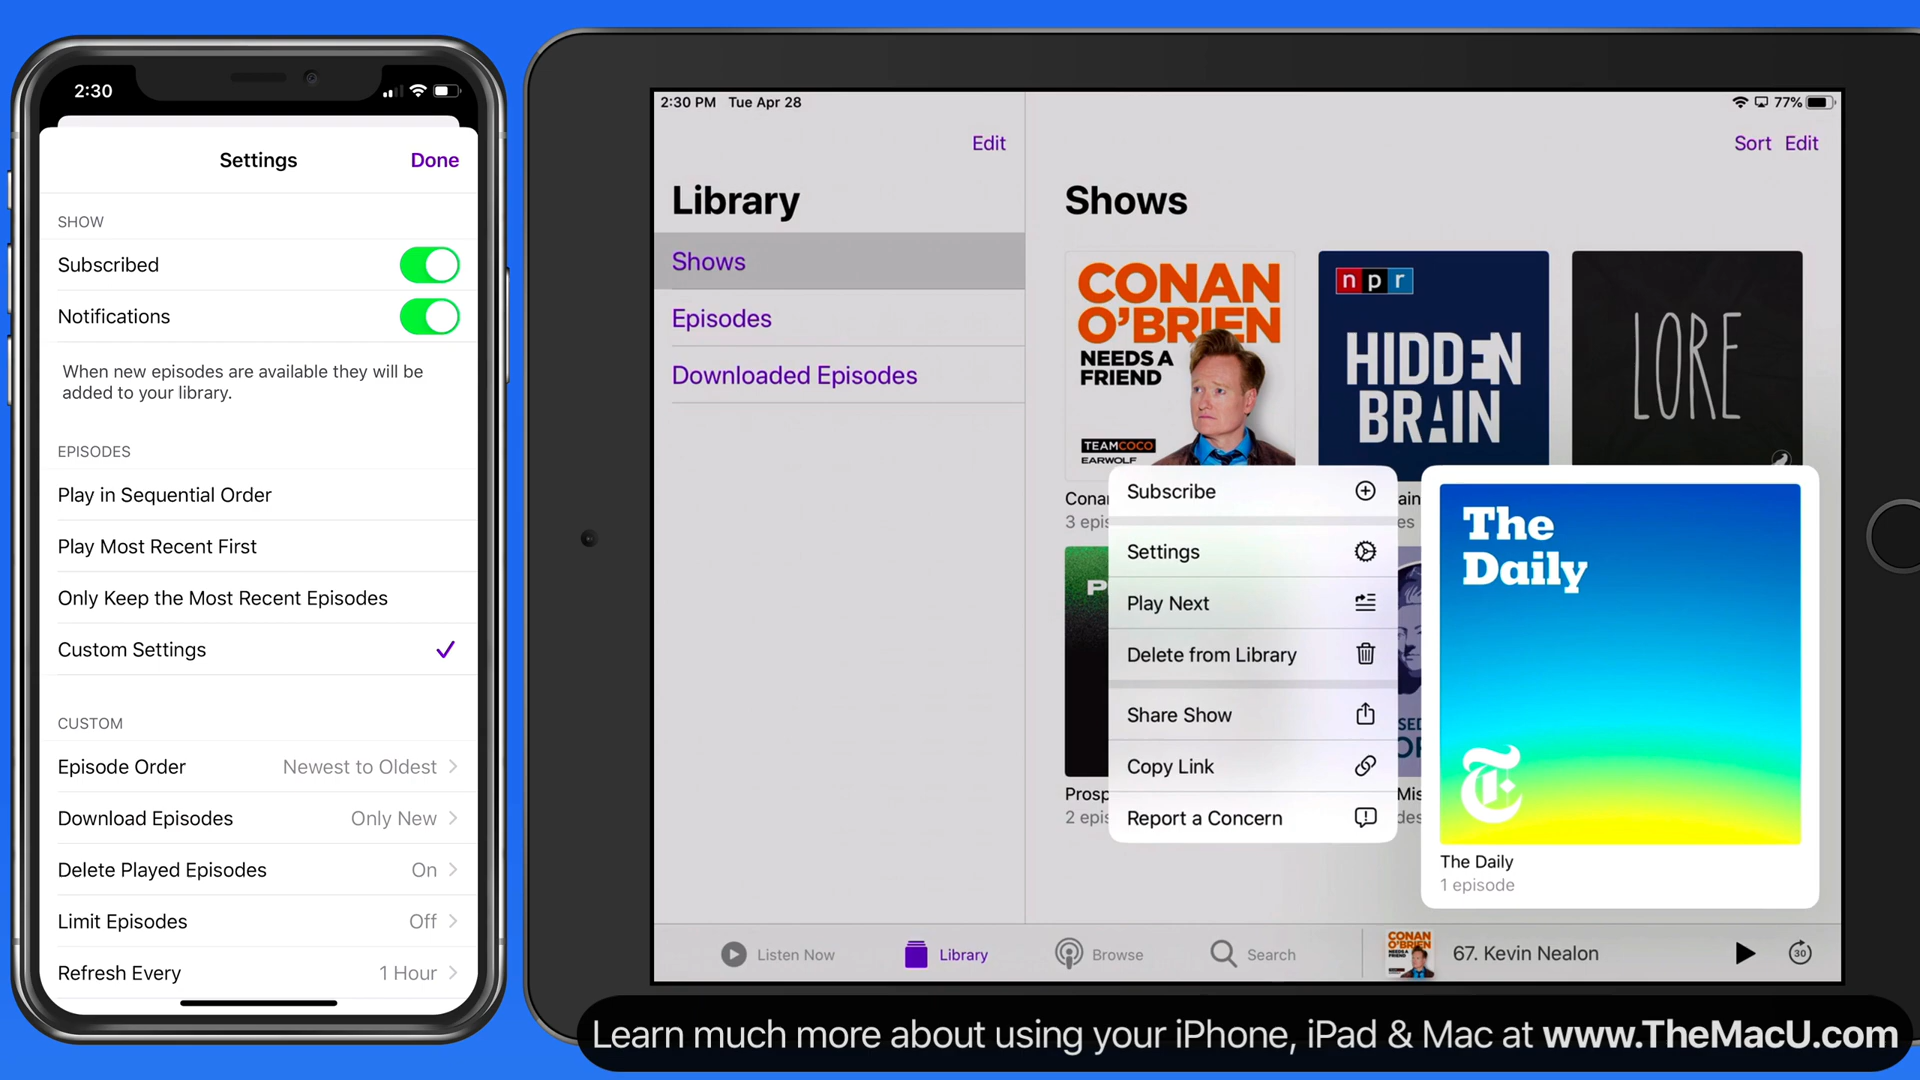 2:30
Settings
Done
SHOW
Subscribed
Notifications
When new episodes are available they will be
added to your library.
EPISODES
Play in Sequential Order
Play Most Recent First
Only Keep the Most Recent Episodes
Custom Settings
CUSTOM
Episode Order
Newest to Oldest
Download Episodes
Only New
Delete Played Episodes
On
Limit Episodes
Off
Refresh Every
1 Hour
2:30 PM Tue Apr 28
77%
Edit
Library
Shows
Episodes
Downloaded Episodes
Sort Edit
Shows
CONAN
O'BRIEN
NEEDS A
FRIEND
TEAMCOCO
EARWOLF
npr
HIDDEN
BRAIN
LORE
Subscribe
Settings
Play Next
Delete from Library
Share Show
Copy Link
Report a Concern
The
Daily
The Daily
1 episode
Listen Now
Library
Browse
Search
CONAN
O'BRIEN
67. Kevin Nealon
30
Learn much more about using your iPhone, iPad & Mac at www.TheMacU.com